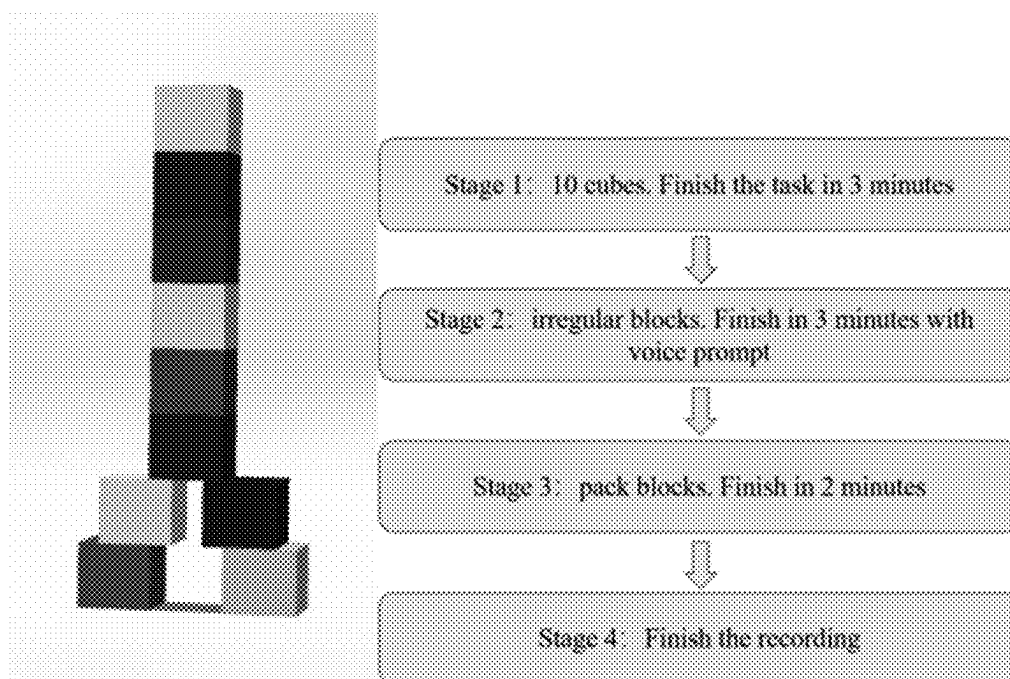 Stage 1： 10 cubes. Finish the task in 3 minutes
Stage 2： irregular blocks. Finish in 3 minutes with
voice prompt
Stage 3： pack blocks. Finish in 2 minutes
Stage 4： Finish the recording